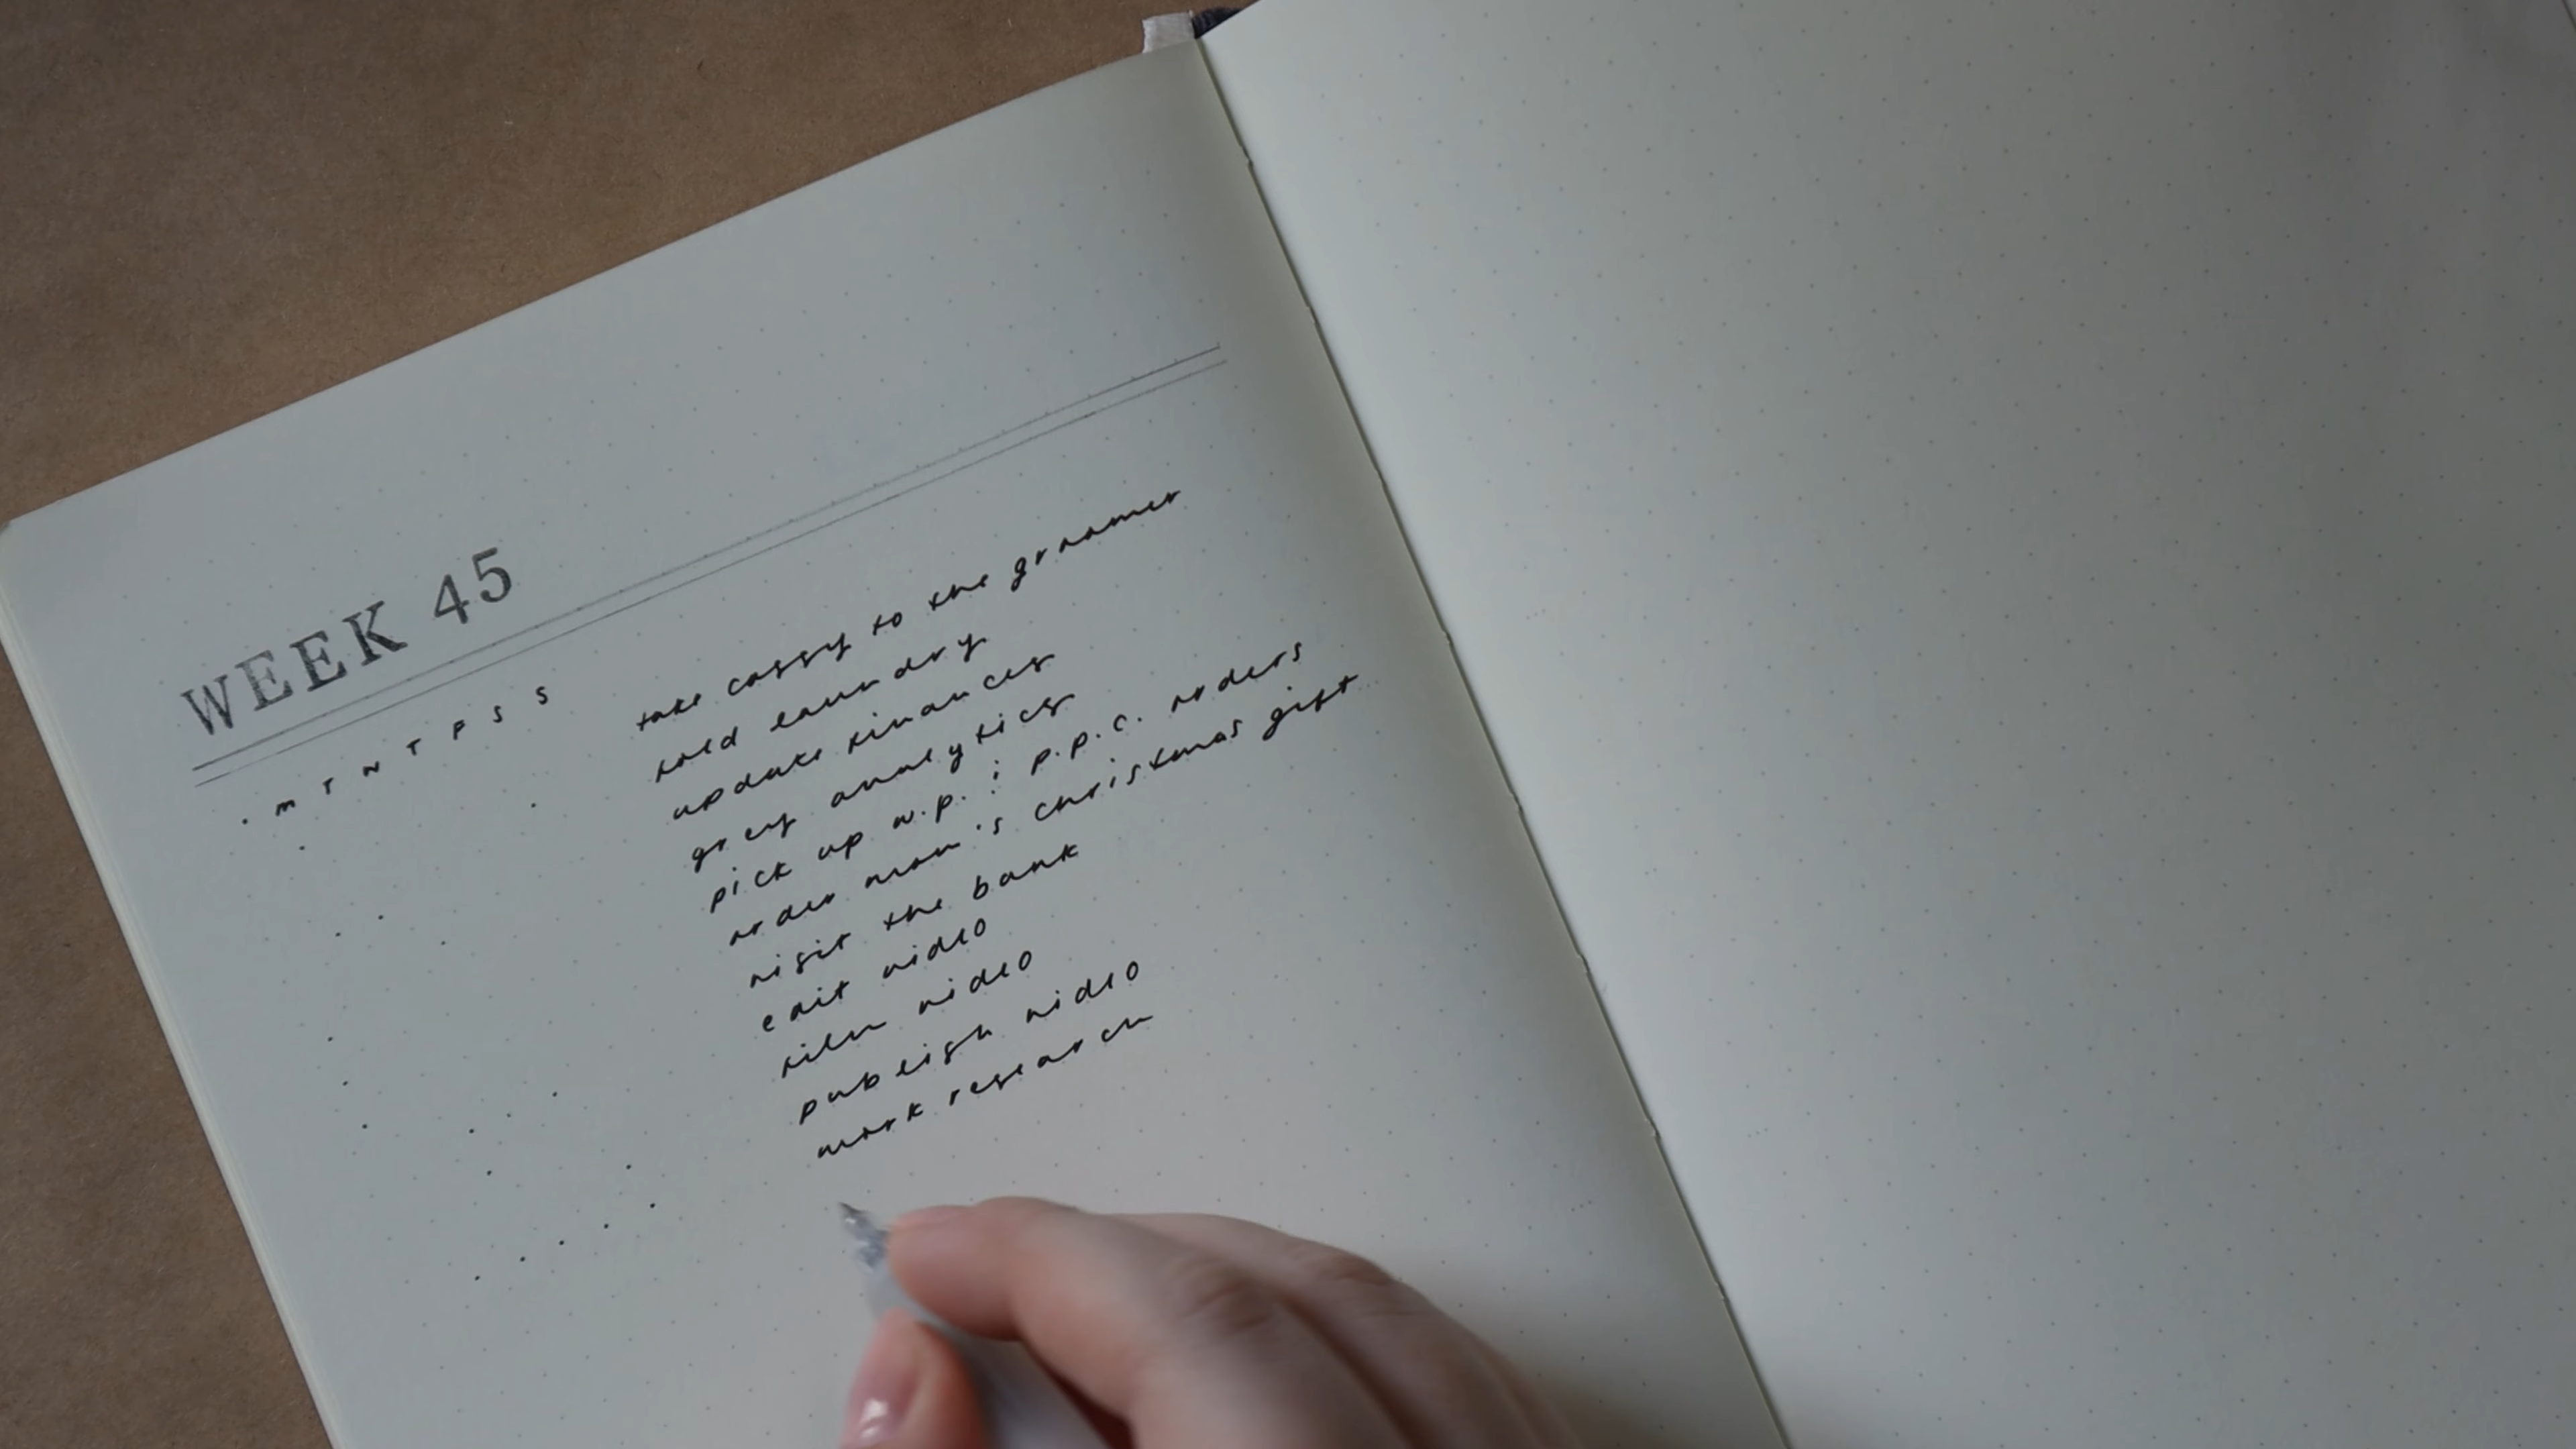 WEEK 45
M T W T F S S
take cassy to the groomer
fold laundry
update finances
grey analytics
pick up w.p. : p.p.c. orders
order mom's christmas gift
visit the bank
edit video
film video
publish video
work research